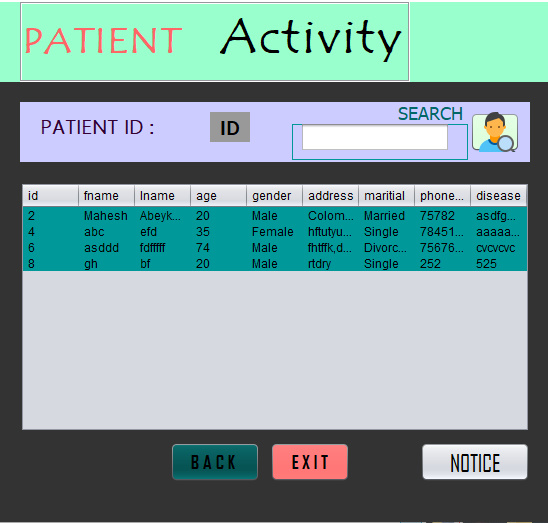 PATIENT Activity
SEARCH
PATIENT ID : ID
id fname lname age gender address maritial phone... disease
2 Mahesh Abeyk... 20 Male Colom... Married 75782 asdfg...
4 abc efd 35 Female hftutyu... Single 78451... aaaaa...
6 asddd fdfffff 74 Male fhtffk,d... Divorc... 75676... cvcvcvc
8 gh bf 20 Male rtdry Single 252 525
BACK EXIT NOTICE